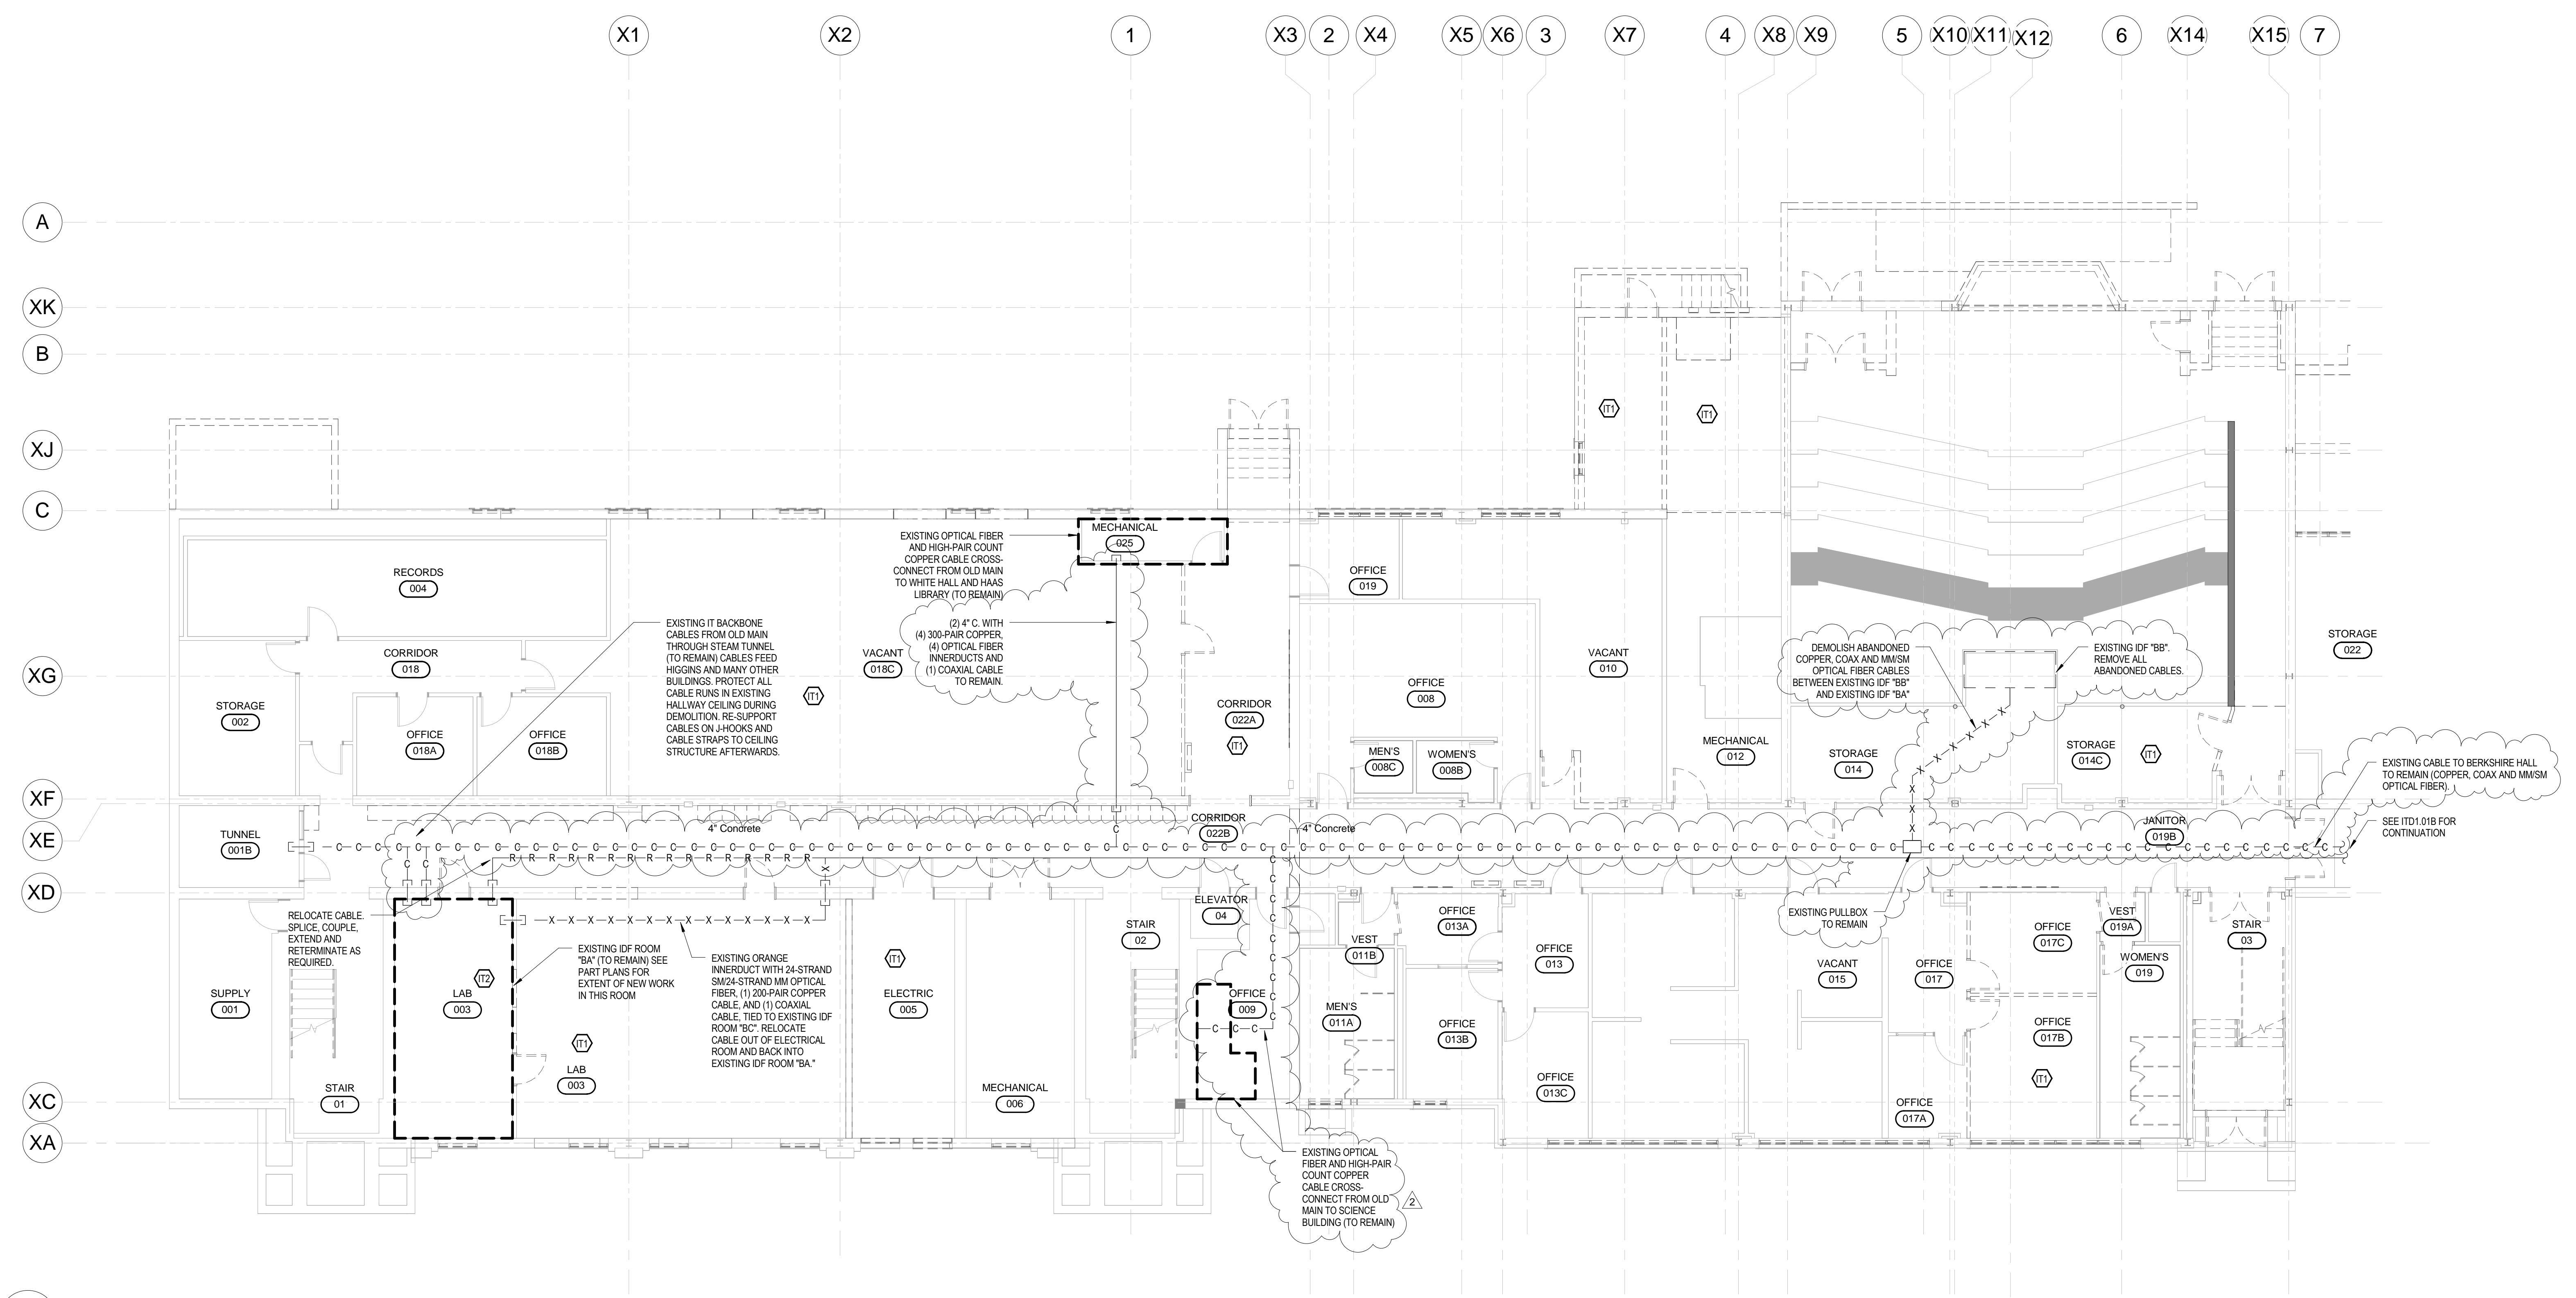 X1
X2
1
X3
2
X4
X5
X6
3
X7
4
X8
X9
5
X10
X11
X12
6
X14
X15
7
A
XK
B
XJ
C
XG
XF
XE
XD
XC
XA
IT1
IT1
MECHANICAL
025
EXISTING OPTICAL FIBER
AND HIGH-PAIR COUNT
COPPER CABLE CROSS-
CONNECT FROM OLD MAIN
TO WHITE HALL AND HAAS
LIBRARY (TO REMAIN)
RECORDS
004
OFFICE
019
EXISTING IT BACKBONE
CABLES FROM OLD MAIN
THROUGH STEAM TUNNEL
(TO REMAIN) CABLES FEED
HIGGINS AND MANY OTHER
BUILDINGS. PROTECT ALL
CABLE RUNS IN EXISTING
HALLWAY CEILING DURING
DEMOLITION. RE-SUPPORT
CABLES ON J-HOOKS AND
CABLE STRAPS TO CEILING
STRUCTURE AFTERWARDS.
(2) 4" C. WITH
(4) 300-PAIR COPPER,
(4) OPTICAL FIBER
INNERDUCTS AND
(1) COAXIAL CABLE
TO REMAIN.
CORRIDOR
018
VACANT
018C
IT1
VACANT
010
DEMOLISH ABANDONED
COPPER, COAX AND MM/SM
OPTICAL FIBER CABLES
BETWEEN EXISTING IDF "BB"
AND EXISTING IDF "BA"
EXISTING IDF "BB".
REMOVE ALL
ABANDONED CABLES.
STORAGE
022
STORAGE
002
OFFICE
018A
OFFICE
018B
CORRIDOR
022A
IT1
OFFICE
008
MEN'S
008C
WOMEN'S
008B
MECHANICAL
012
STORAGE
014
STORAGE
014C
IT1
EXISTING CABLE TO BERKSHIRE HALL
TO REMAIN (COPPER, COAX AND MM/SM
OPTICAL FIBER).
TUNNEL
001B
4" Concrete
CORRIDOR
022B
4" Concrete
JANITOR
019B
SEE ITD1.01B FOR
CONTINUATION
C C C C C C C C C C C C C C C C C C C C C C C C C C C C C C C C C C C C C C C C C C C C C C C C C C
R R R R R R R R R R R R R R R R
RELOCATE CABLE.
SPLICE, COUPLE,
EXTEND AND
RETERMINATE AS
REQUIRED.
X X X X X X X X X X X X X X
EXISTING IDF ROOM
"BA" (TO REMAIN) SEE
PART PLANS FOR
EXTENT OF NEW WORK
IN THIS ROOM
EXISTING ORANGE
INNERDUCT WITH 24-STRAND
SM/24-STRAND MM OPTICAL
FIBER, (1) 200-PAIR COPPER
CABLE, AND (1) COAXIAL
CABLE, TIED TO EXISTING IDF
ROOM "BC". RELOCATE
CABLE OUT OF ELECTRICAL
ROOM AND BACK INTO
EXISTING IDF ROOM "BA."
SUPPLY
001
STAIR
01
IT2
LAB
003
IT1
LAB
003
IT1
ELECTRIC
005
MECHANICAL
006
STAIR
02
ELEVATOR
04
OFFICE
009
C C C
VEST
011B
MEN'S
011A
OFFICE
013A
OFFICE
013B
OFFICE
013
OFFICE
013C
EXISTING PULLBOX
TO REMAIN
VACANT
015
OFFICE
017
OFFICE
017A
OFFICE
017C
OFFICE
017B
IT1
VEST
019A
WOMEN'S
019
STAIR
03
EXISTING OPTICAL
FIBER AND HIGH-PAIR
COUNT COPPER
CABLE CROSS-
CONNECT FROM OLD
MAIN TO SCIENCE
BUILDING (TO REMAIN)
2